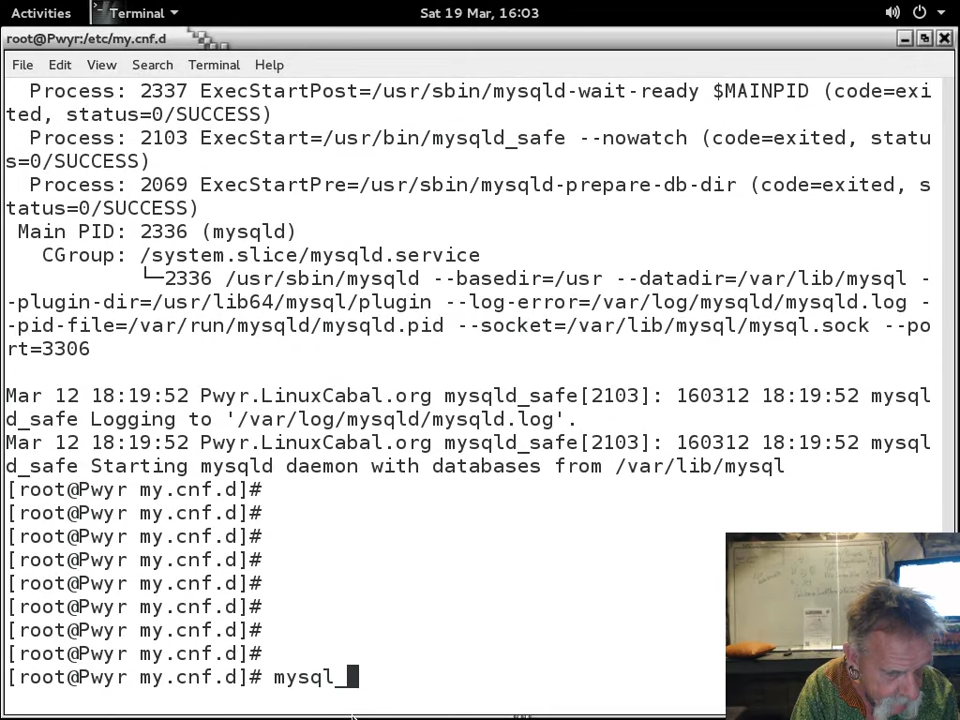 Activities Terminal Sat 19 Mar, 16:03
root@Pwyr:/etc/my.cnf.d
File Edit View Search Terminal Help
Process: 2337 ExecStartPost=/usr/sbin/mysqld-wait-ready $MAINPID (code=exi
ted, status=0/SUCCESS)
Process: 2103 ExecStart=/usr/bin/mysqld_safe --nowatch (code=exited, statu
s=0/SUCCESS)
Process: 2069 ExecStartPre=/usr/sbin/mysqld-prepare-db-dir (code=exited, s
tatus=0/SUCCESS)
Main PID: 2336 (mysqld)
CGroup: /system.slice/mysqld.service
└─2336 /usr/sbin/mysqld --basedir=/usr --datadir=/var/lib/mysql -
-plugin-dir=/usr/lib64/mysql/plugin --log-error=/var/log/mysqld/mysqld.log -
-pid-file=/var/run/mysqld/mysqld.pid --socket=/var/lib/mysql/mysql.sock --po
rt=3306
Mar 12 18:19:52 Pwyr.LinuxCabal.org mysqld_safe[2103]: 160312 18:19:52 mysql
d_safe Logging to '/var/log/mysqld/mysqld.log'.
Mar 12 18:19:52 Pwyr.LinuxCabal.org mysqld_safe[2103]: 160312 18:19:52 mysql
d_safe Starting mysqld daemon with databases from /var/lib/mysql
[root@Pwyr my.cnf.d]#
[root@Pwyr my.cnf.d]#
[root@Pwyr my.cnf.d]#
[root@Pwyr my.cnf.d]#
[root@Pwyr my.cnf.d]#
[root@Pwyr my.cnf.d]#
[root@Pwyr my.cnf.d]#
[root@Pwyr my.cnf.d]#
[root@Pwyr my.cnf.d]# mysql_